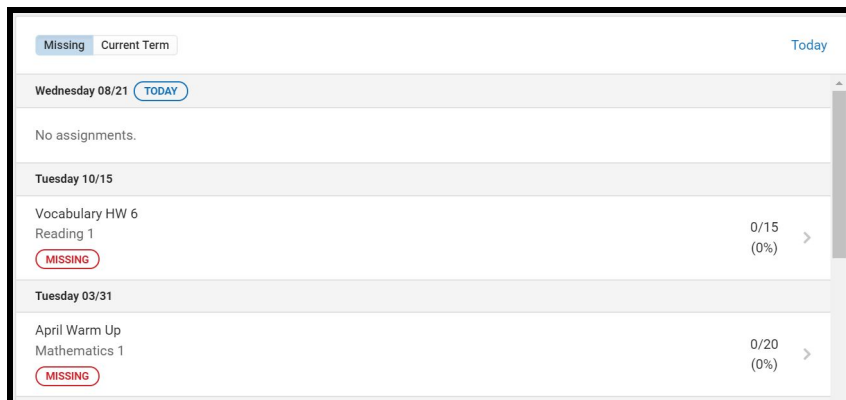 Missing Current Term Today
Wednesday 08/21 TODAY
No assignments.
Tuesday 10/15
Vocabulary HW 6
Reading 1
MISSING
0/15
(0%)
Tuesday 03/31
April Warm Up
Mathematics 1
MISSING
0/20
(0%)